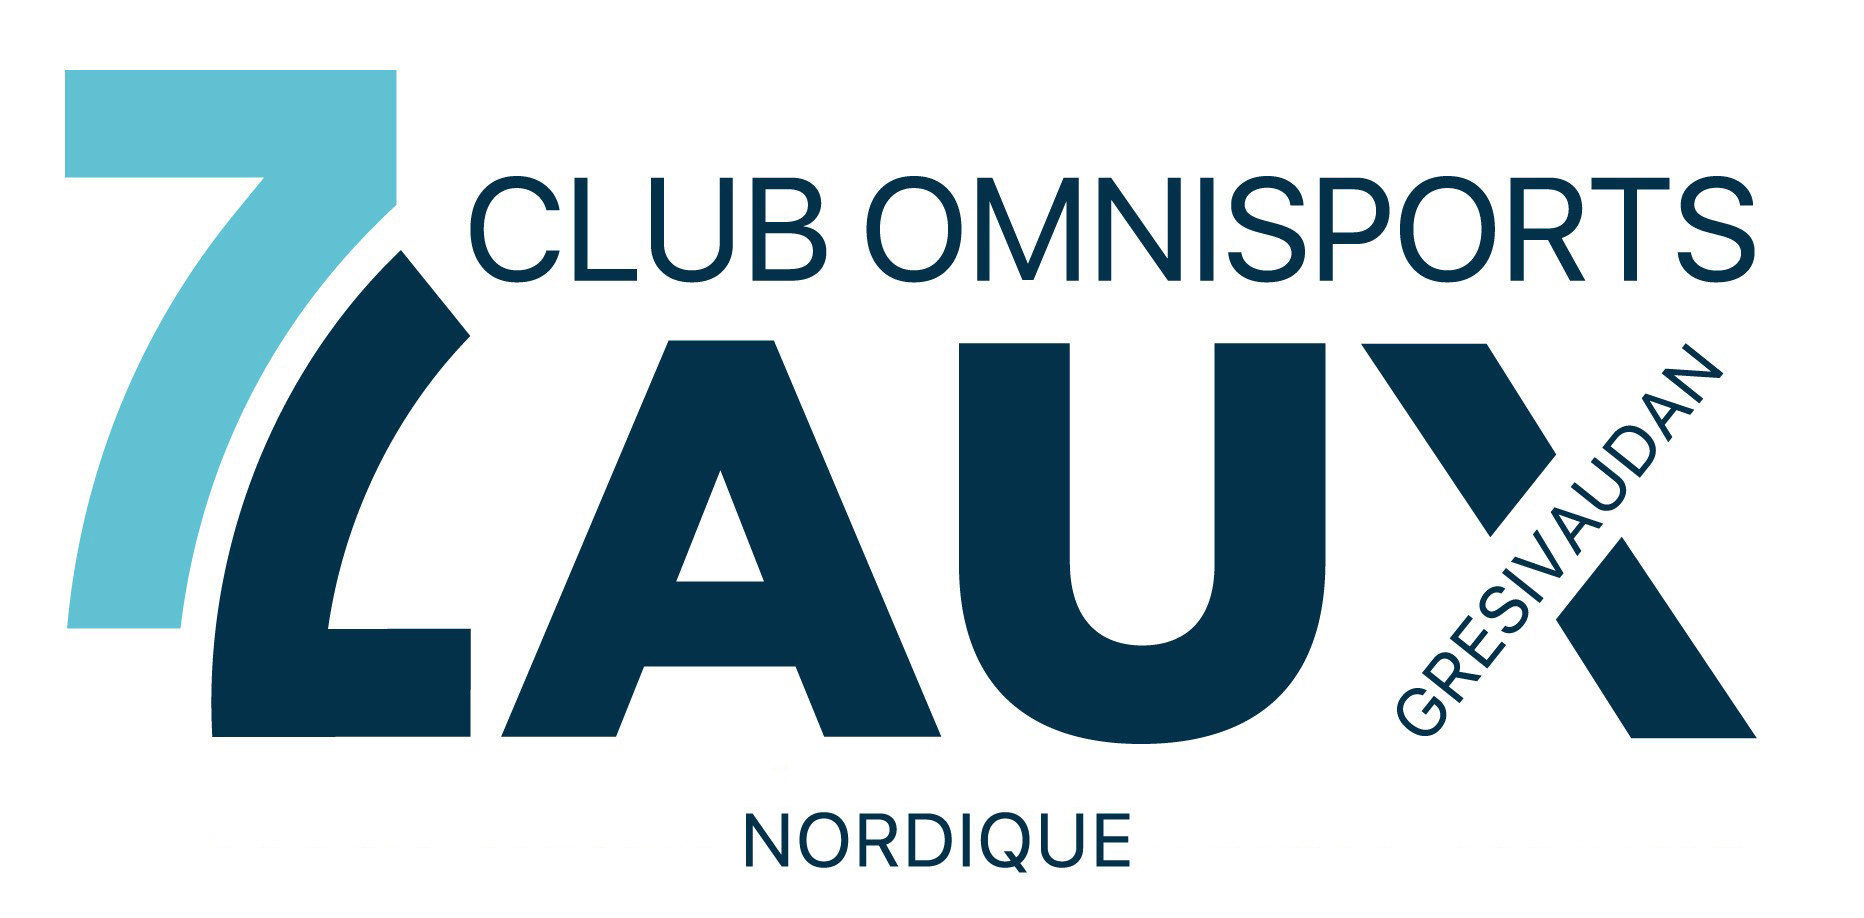 CLUB OMNISPORTS
7 LAUX
GRESIVAUDAN
NORDIQUE